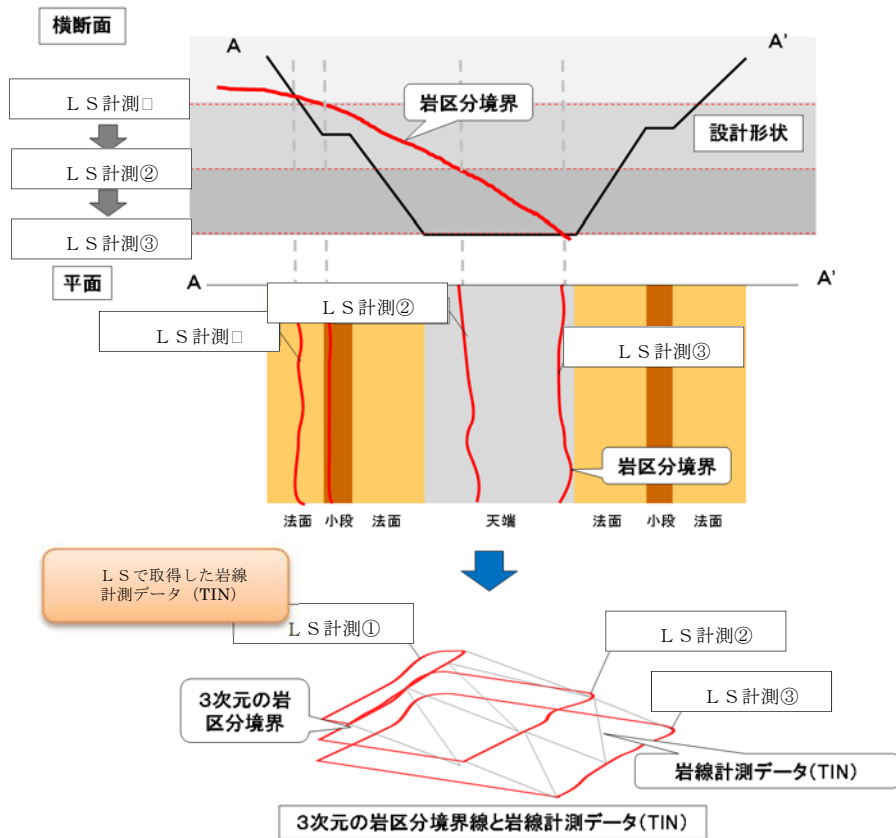 横断面
A
A'
LS計測□
岩区分境界
設計形状
LS計測②
LS計測③
平面
A
A'
LS計測②
LS計測□
LS計測③
岩区分境界
法面
小段
法面
天端
法面
小段
法面
LSで取得した岩線
計測データ(TIN)
LS計測①
LS計測②
LS計測③
3次元の岩
区分境界
岩線計測データ(TIN)
3次元の岩区分境界線と岩線計測データ(TIN)